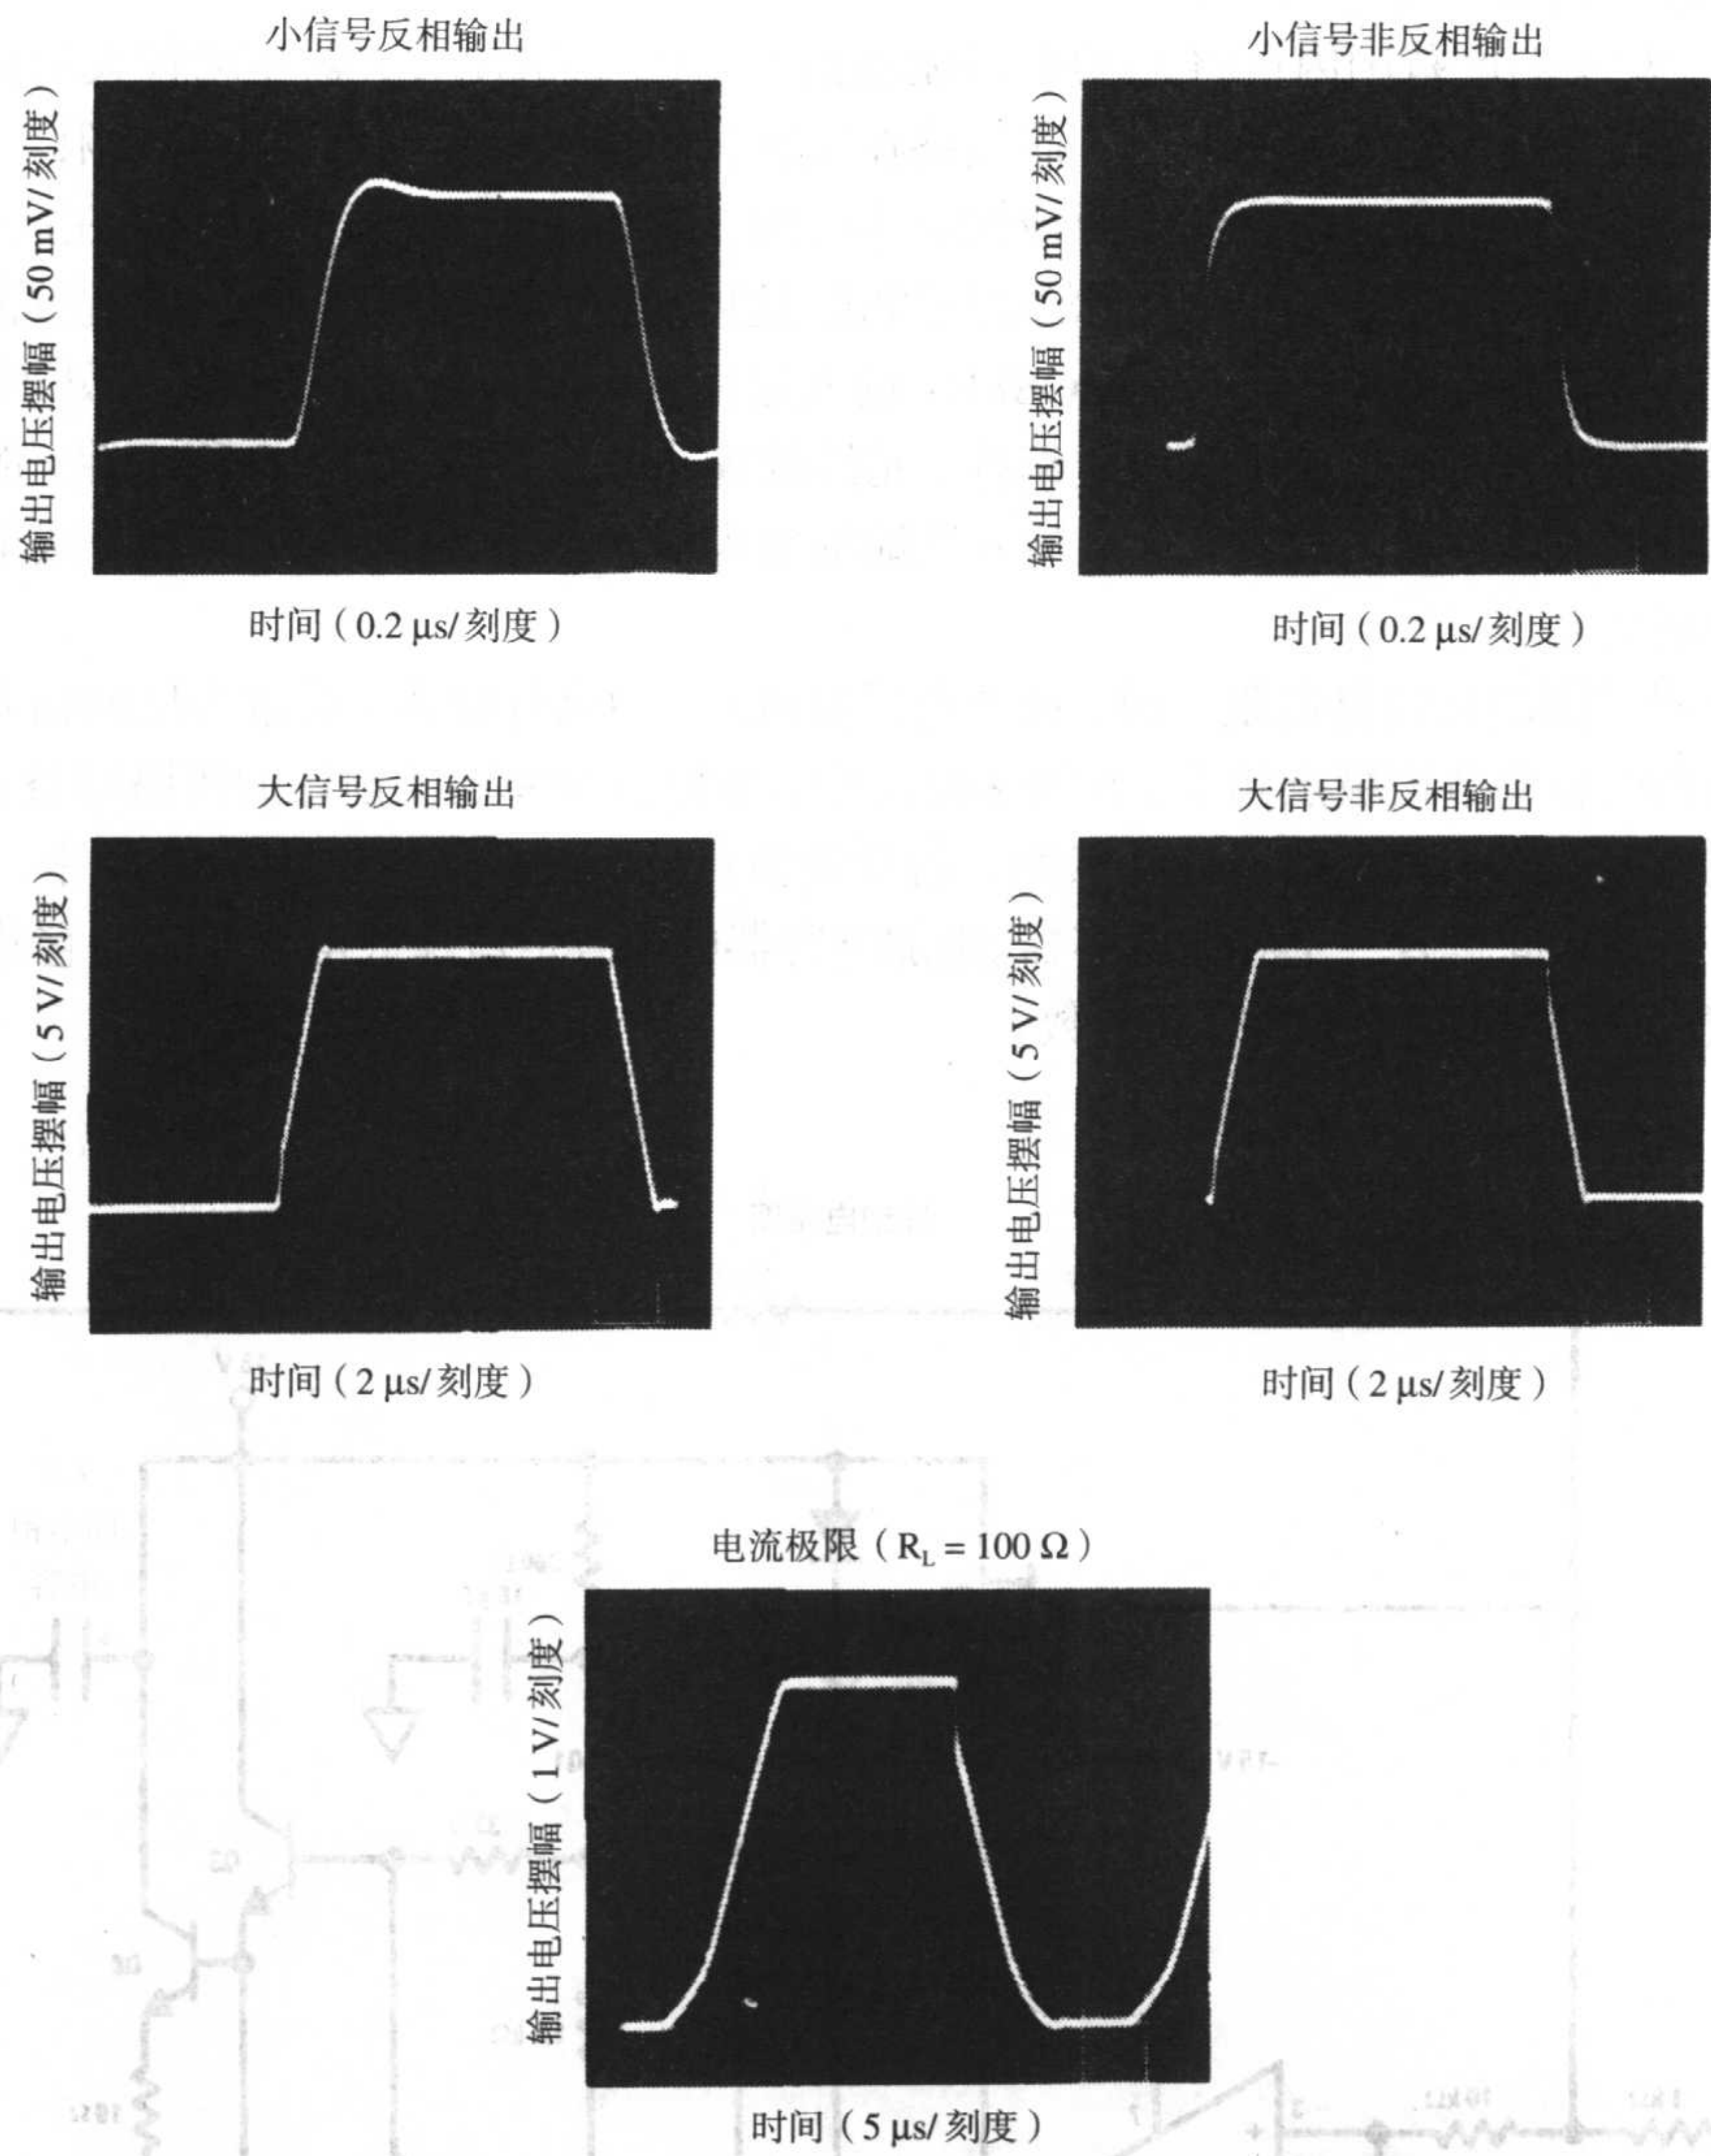 小信号反相输出
小信号非反相输出
输出电压摆幅（50 mV/刻度）
输出电压摆幅（50 mV/刻度）
时间（0.2 μs/刻度）
时间（0.2 μs/刻度）
大信号反相输出
大信号非反相输出
输出电压摆幅（5 V/刻度）
输出电压摆幅（5 V/刻度）
时间（2 μs/刻度）
时间（2 μs/刻度）
电流极限（R_L = 100 Ω）
输出电压摆幅（1 V/刻度）
时间（5 μs/刻度）